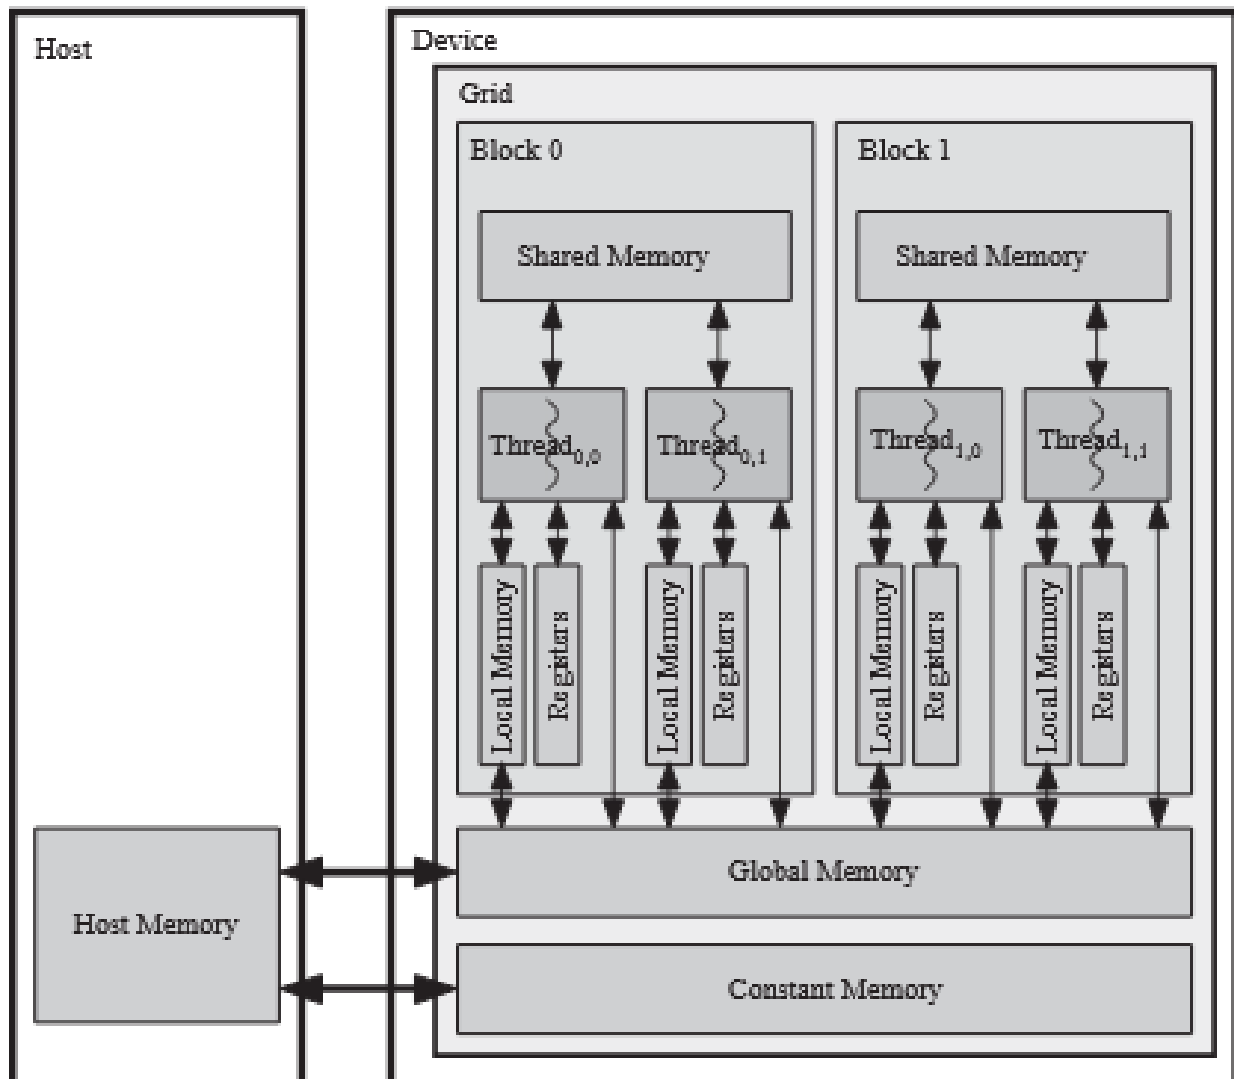 Host
Device
Grid
Block 0
Block 1
Shared Memory
Shared Memory
Thread0,0
Thread0,1
Thread1,0
Thread1,1
Local Memory
Registers
Local Memory
Registers
Local Memory
Registers
Local Memory
Registers
Global Memory
Host Memory
Constant Memory